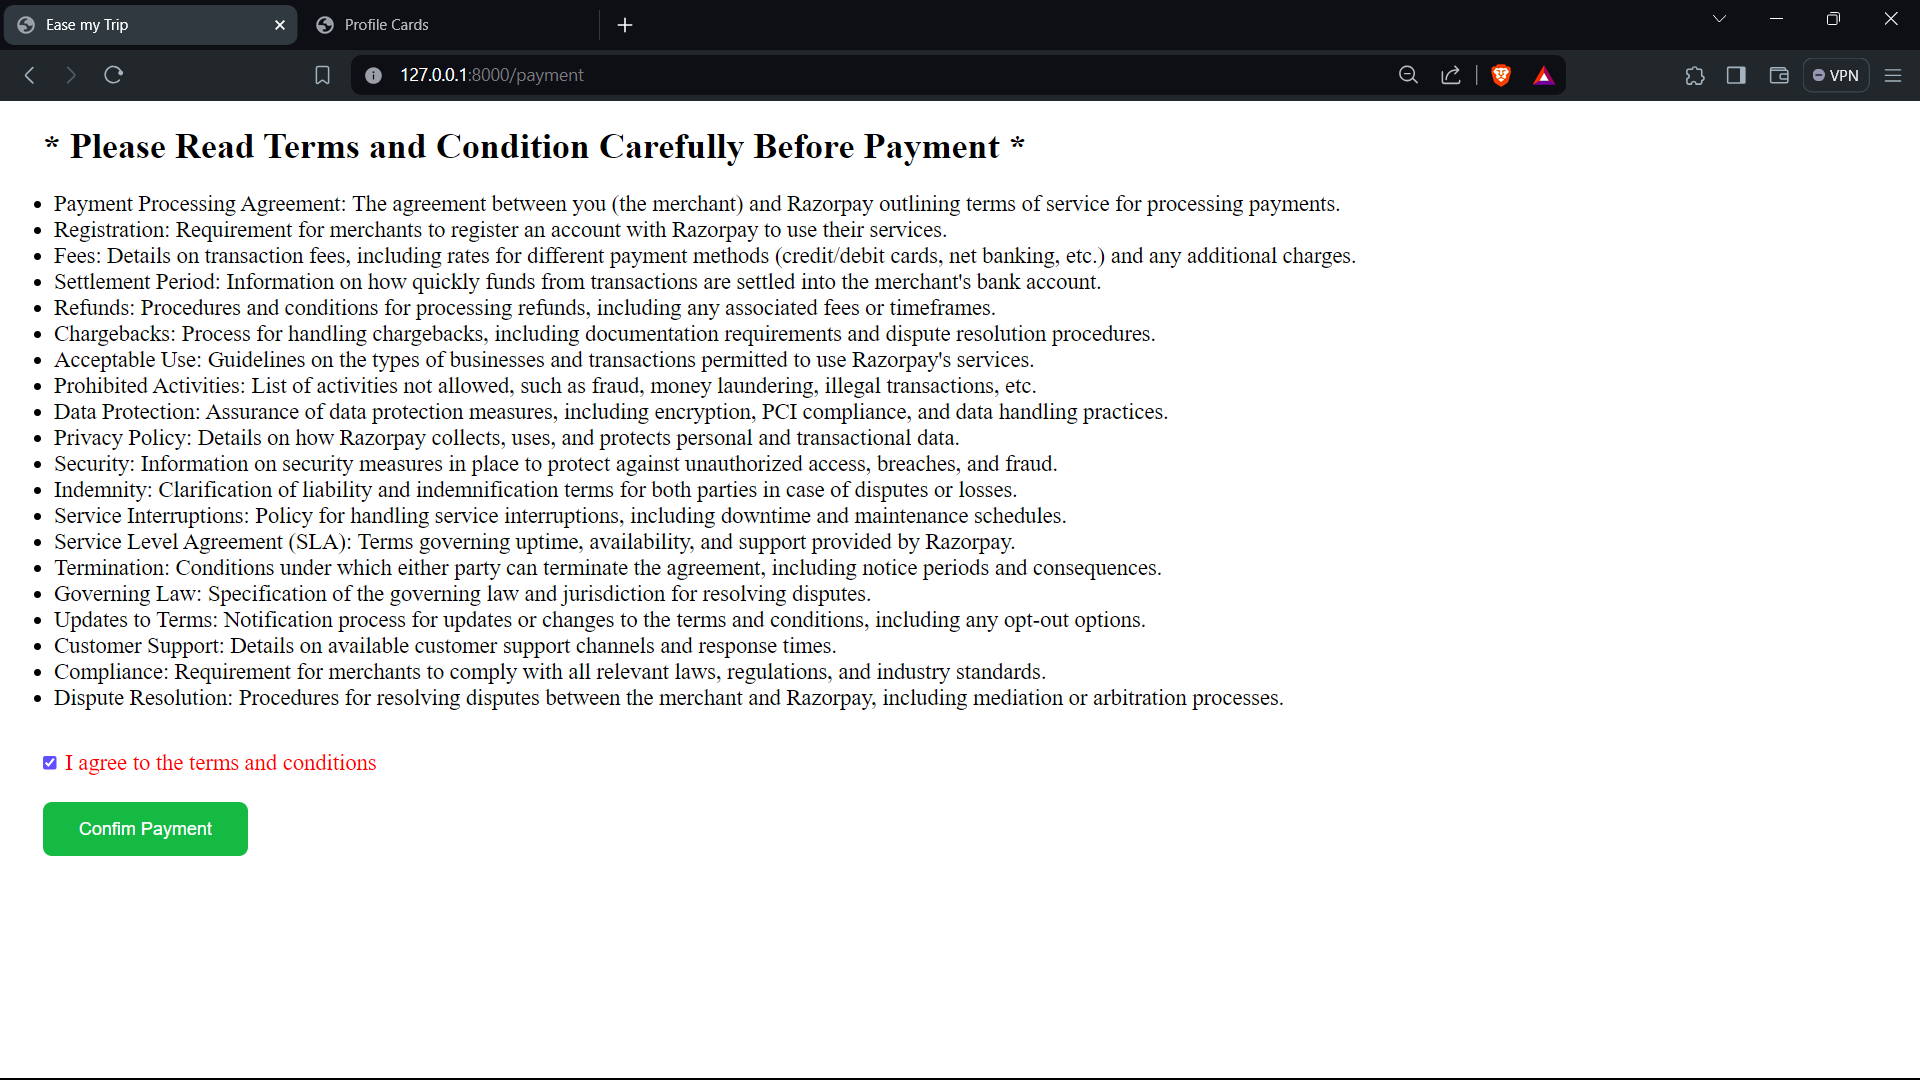 Ease my Trip
Profile Cards
127.0.0.1:8000/payment
VPN
* Please Read Terms and Condition Carefully Before Payment *
• Payment Processing Agreement: The agreement between you (the merchant) and Razorpay outlining terms of service for processing payments.
• Registration: Requirement for merchants to register an account with Razorpay to use their services.
• Fees: Details on transaction fees, including rates for different payment methods (credit/debit cards, net banking, etc.) and any additional charges.
• Settlement Period: Information on how quickly funds from transactions are settled into the merchant's bank account.
• Refunds: Procedures and conditions for processing refunds, including any associated fees or timeframes.
• Chargebacks: Process for handling chargebacks, including documentation requirements and dispute resolution procedures.
• Acceptable Use: Guidelines on the types of businesses and transactions permitted to use Razorpay's services.
• Prohibited Activities: List of activities not allowed, such as fraud, money laundering, illegal transactions, etc.
• Data Protection: Assurance of data protection measures, including encryption, PCI compliance, and data handling practices.
• Privacy Policy: Details on how Razorpay collects, uses, and protects personal and transactional data.
• Security: Information on security measures in place to protect against unauthorized access, breaches, and fraud.
• Indemnity: Clarification of liability and indemnification terms for both parties in case of disputes or losses.
• Service Interruptions: Policy for handling service interruptions, including downtime and maintenance schedules.
• Service Level Agreement (SLA): Terms governing uptime, availability, and support provided by Razorpay.
• Termination: Conditions under which either party can terminate the agreement, including notice periods and consequences.
• Governing Law: Specification of the governing law and jurisdiction for resolving disputes.
• Updates to Terms: Notification process for updates or changes to the terms and conditions, including any opt-out options.
• Customer Support: Details on available customer support channels and response times.
• Compliance: Requirement for merchants to comply with all relevant laws, regulations, and industry standards.
• Dispute Resolution: Procedures for resolving disputes between the merchant and Razorpay, including mediation or arbitration processes.
I agree to the terms and conditions
Confim Payment